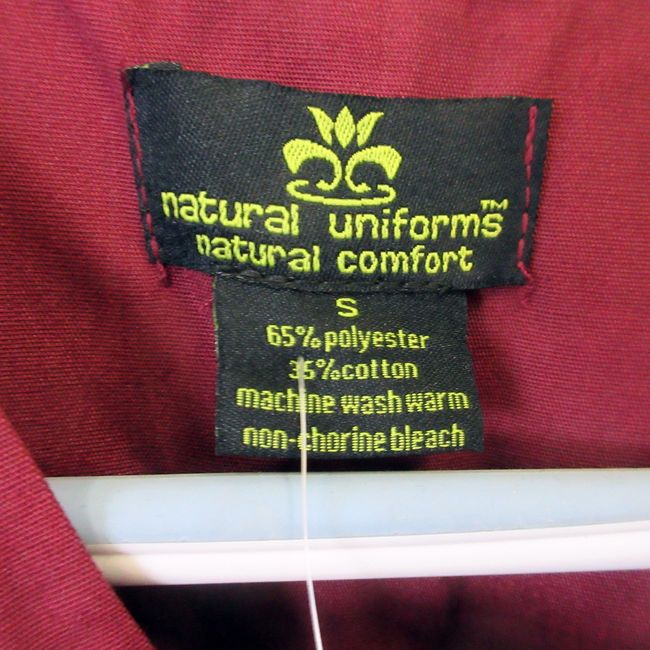 natural uniforms™
natural comfort
S
65% polyester
35% cotton
machine wash warm
non-chorine bleach